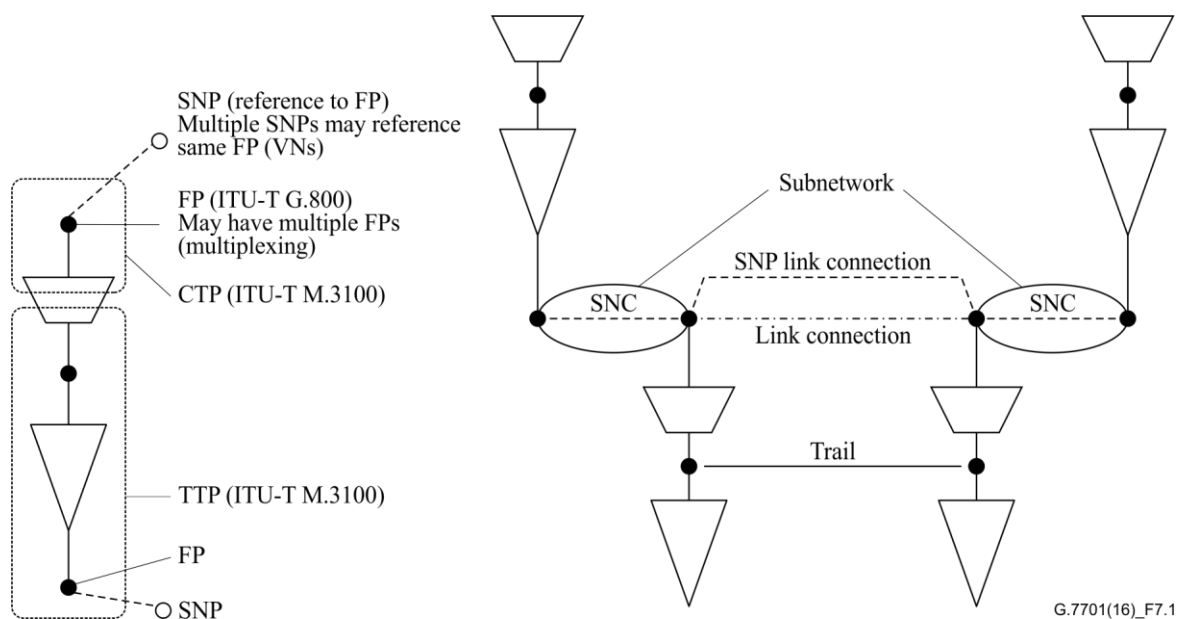 SNP (reference to FP)
Multiple SNPs may reference
same FP (VNs)
FP (ITU-T G.800)
May have multiple FPs
(multiplexing)
CTP (ITU-T M.3100)
TTP (ITU-T M.3100)
FP
SNP
Subnetwork
SNP link connection
SNC
SNC
Link connection
Trail
G.7701(16)_F7.1